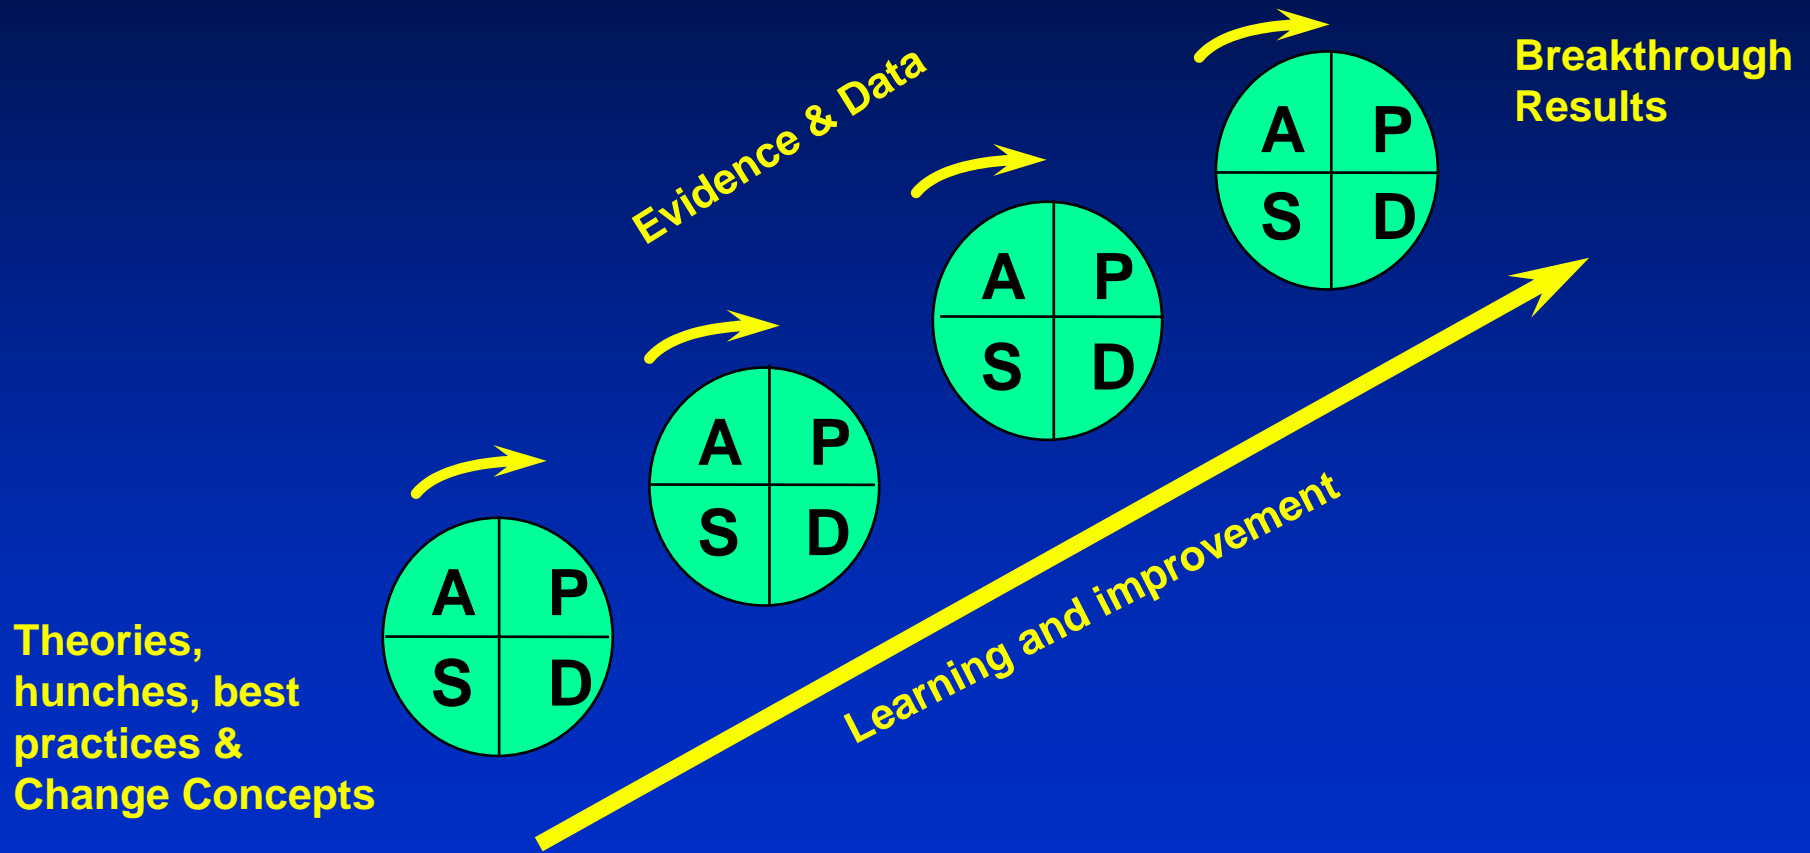 Breakthrough
Results
Evidence & Data
A P
S D
A P
S D
A P
S D
A P
S D
Learning and improvement
Theories,
hunches, best
practices &
Change Concepts